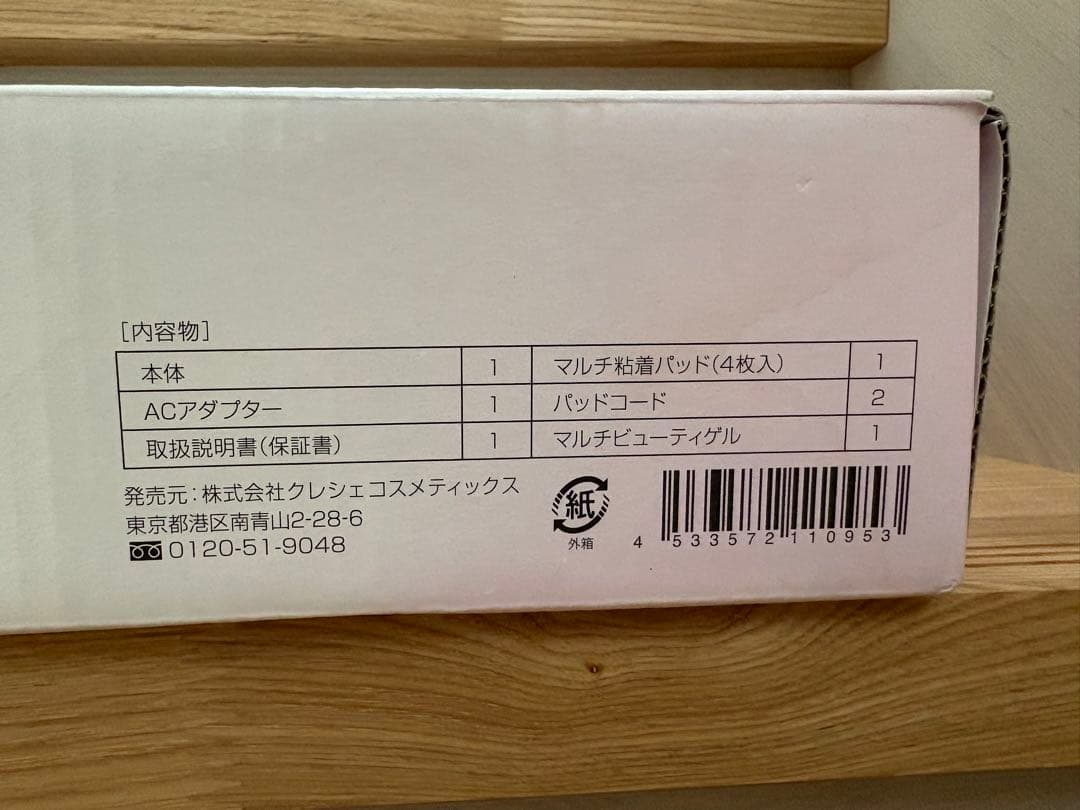 [内容物]
本体 1 マルチ粘着パッド(4枚入) 1
ACアダプター 1 パッドコード 2
取扱説明書(保証書) 1 マルチビューティゲル 1
発売元:株式会社クレシェコスメティックス
東京都港区南青山2-28-6
0120-51-9048
紙
外箱
4 533572 110953